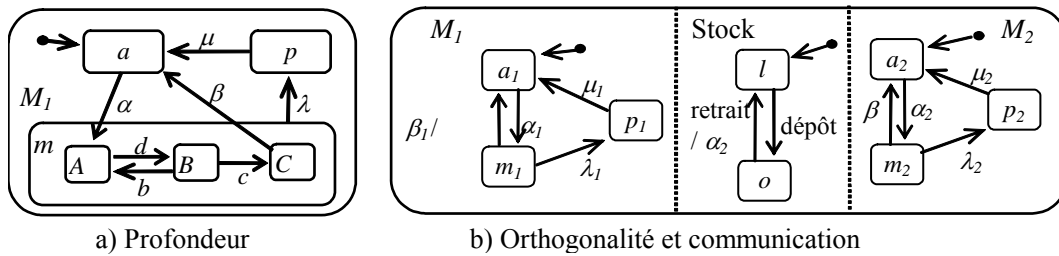 M₁ a μ p
α β λ
m A d B b c C
a) Profondeur
M₁ Stock M₂
a₁ l a₂
β₁/ α₁ μ₁ p₁ retrait / α₂ dépôt β α₂ μ₂ p₂
m₁ λ₁ o m₂ λ₂
b) Orthogonalité et communication